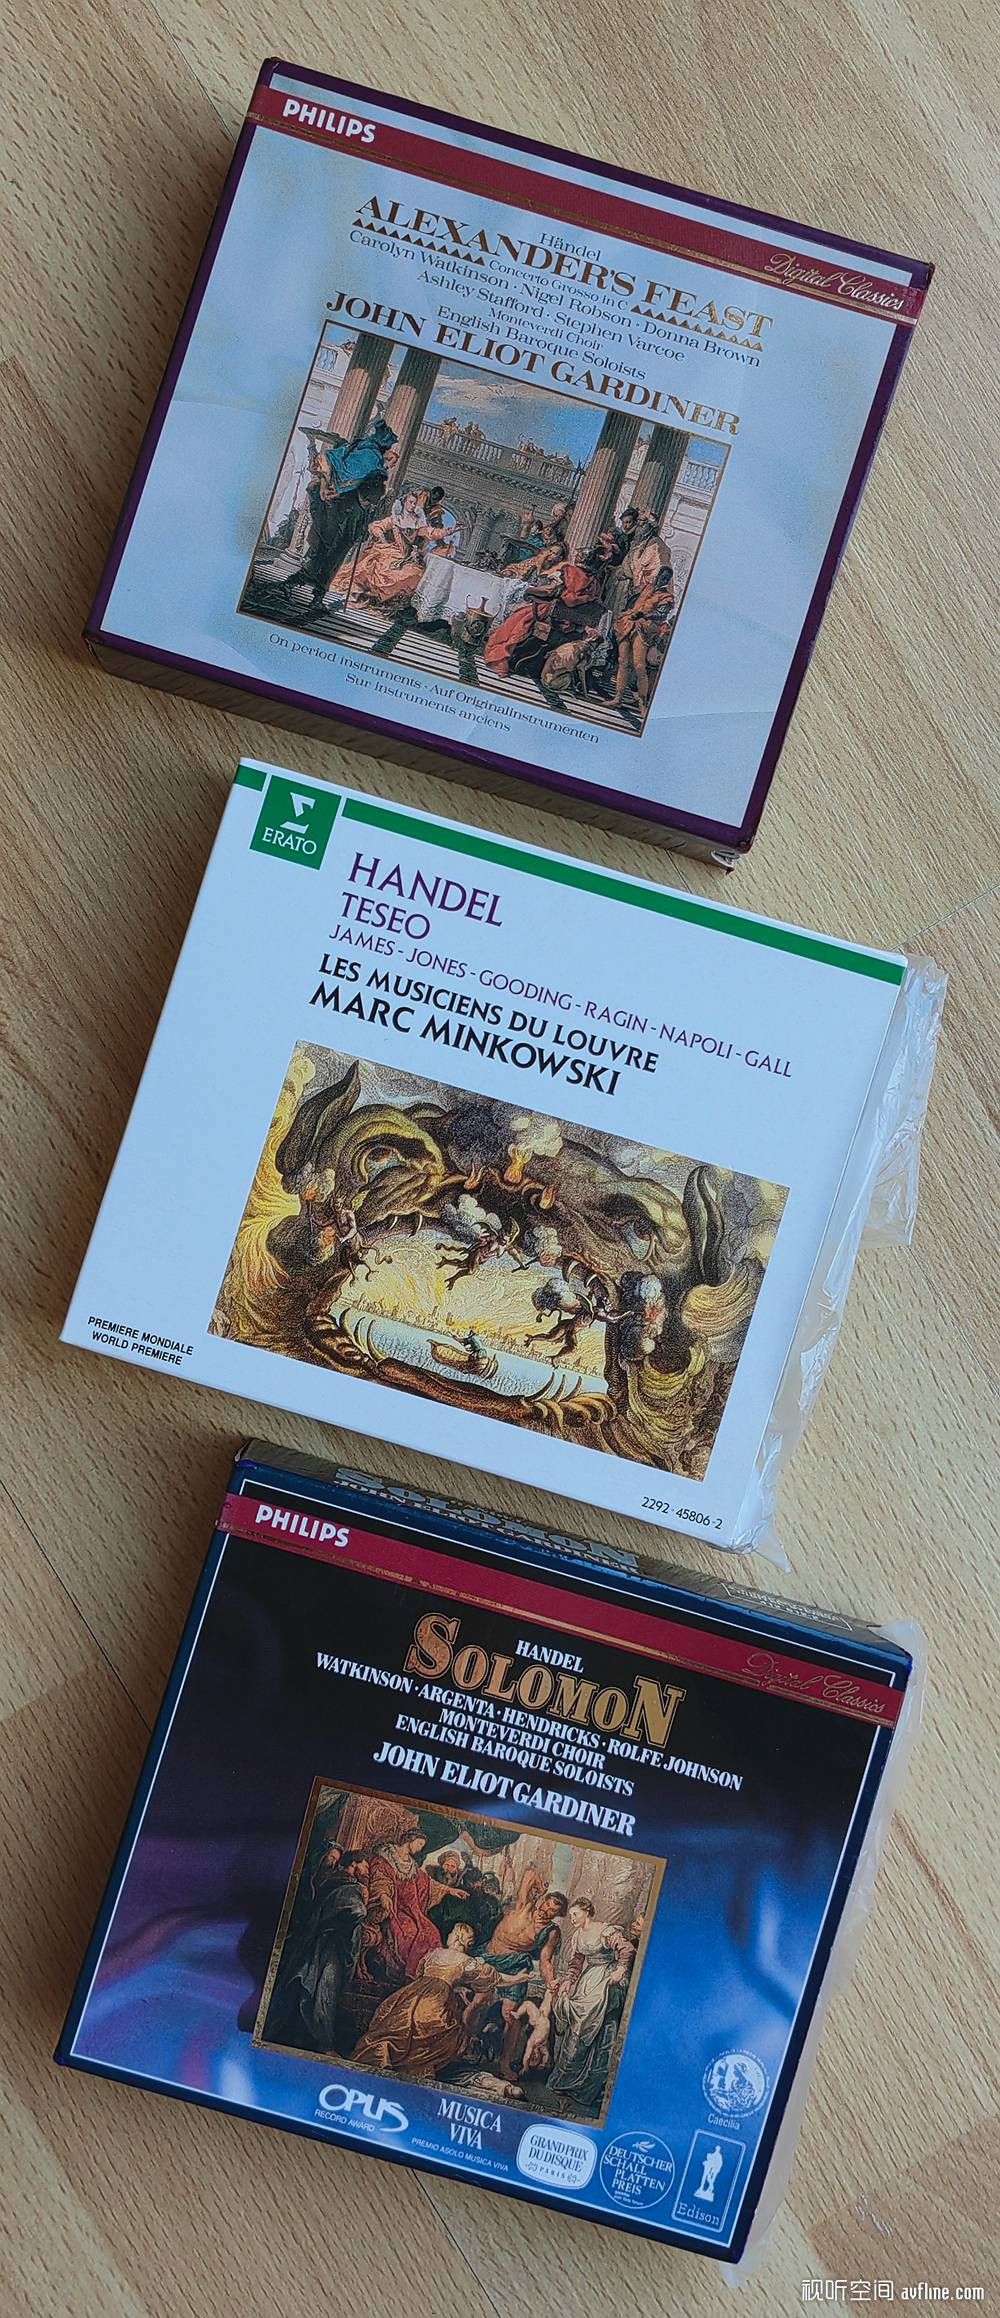 PHILIPS
Digital Classics
Händel
ALEXANDER'S FEAST
Concerto Grosso in C
Carolyn Watkinson · Nigel Robson · Donna Brown
Ashley Stafford · Stephen Varcoe
Monteverdi Choir
English Baroque Soloists
JOHN ELIOT GARDINER
On period instruments · Auf Originalinstrumenten
Sur instruments anciens
ERATO
HANDEL
TESEO
JAMES - JONES - GOODING - RAGIN - NAPOLI - GALL
LES MUSICIENS DU LOUVRE
MARC MINKOWSKI
PREMIERE MONDIALE
WORLD PREMIERE
2292-45806-2
SOLOMON
JOHN ELIOT GARDINER
PHILIPS
Digital Classics
HANDEL
SOLOMON
WATKINSON · ARGENTA · HENDRICKS · ROLFE JOHNSON
MONTEVERDI CHOIR
ENGLISH BAROQUE SOLOISTS
JOHN ELIOT GARDINER
OPUS
RECORD AWARD
MUSICA
VIVA
PREMIO ASOLO MUSICA VIVA
GRAND PRIX
DU DISQUE
PARIS
DEUTSCHER
SCHALL
PLATTEN
PREIS
Caecilia
Edison
视听空间 avfline.com